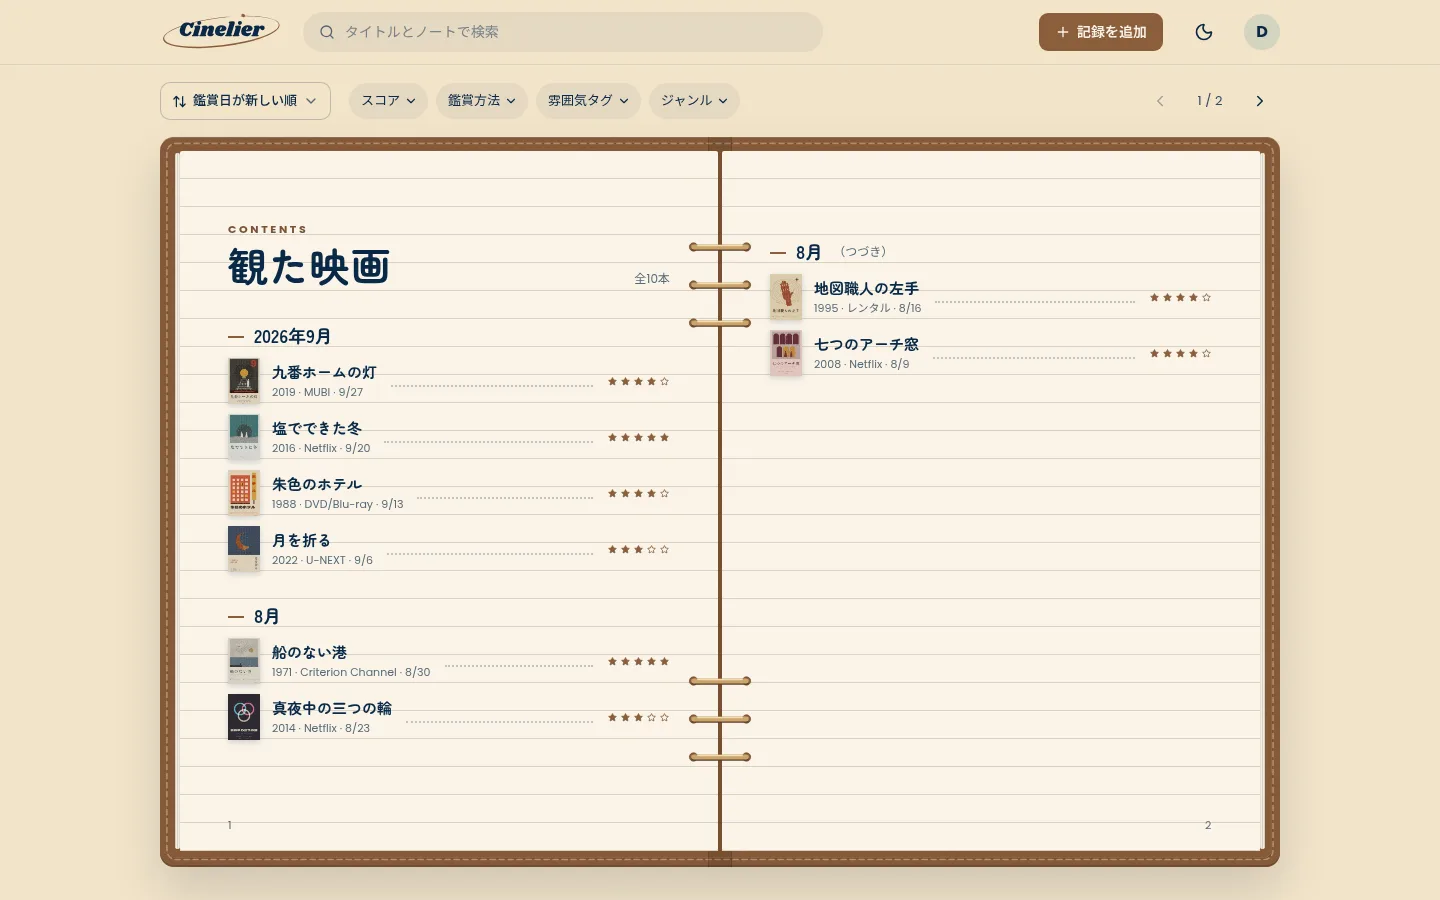 Cinelier
タイトルとノートで検索
記録を追加
D
鑑賞日が新しい順
スコア
鑑賞方法
雰囲気タグ
ジャンル
1 / 2
CONTENTS
観た映画
全10本
2026年9月
九番ホームの灯
2019 · MUBI · 9/27
塩でできた冬
2016 · Netflix · 9/20
朱色のホテル
1988 · DVD/Blu-ray · 9/13
月を折る
2022 · U-NEXT · 9/6
8月
船のない港
1971 · Criterion Channel · 8/30
真夜中の三つの輪
2014 · Netflix · 8/23
1
8月 （つづき）
地図職人の左手
1995 · レンタル · 8/16
七つのアーチ窓
2008 · Netflix · 8/9
2